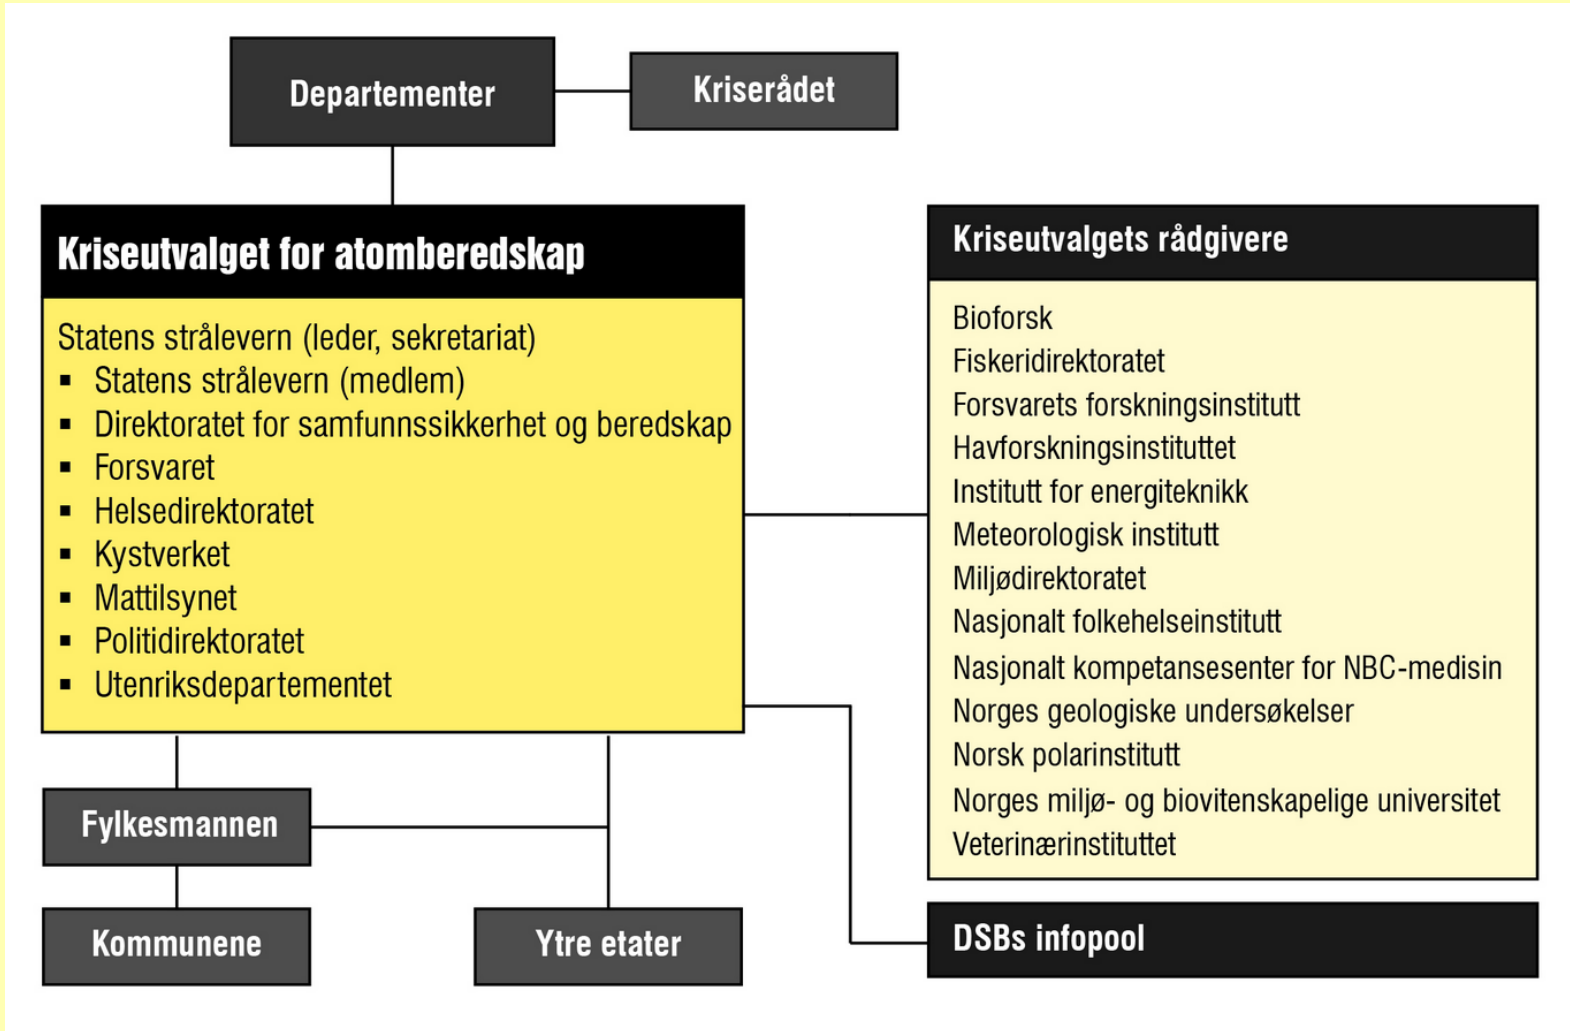 Departementer
Kriserådet
Kriseutvalget for atomberedskap
Statens strålevern (leder, sekretariat)
▪ Statens strålevern (medlem)
▪ Direktoratet for samfunnssikkerhet og beredskap
▪ Forsvaret
▪ Helsedirektoratet
▪ Kystverket
▪ Mattilsynet
▪ Politidirektoratet
▪ Utenriksdepartementet
Kriseutvalgets rådgivere
Bioforsk
Fiskeridirektoratet
Forsvarets forskningsinstitutt
Havforskningsinstituttet
Institutt for energiteknikk
Meteorologisk institutt
Miljødirektoratet
Nasjonalt folkehelseinstitutt
Nasjonalt kompetansesenter for NBC-medisin
Norges geologiske undersøkelser
Norsk polarinstitutt
Norges miljø- og biovitenskapelige universitet
Veterinærinstituttet
Fylkesmannen
Kommunene
Ytre etater
DSBs infopool